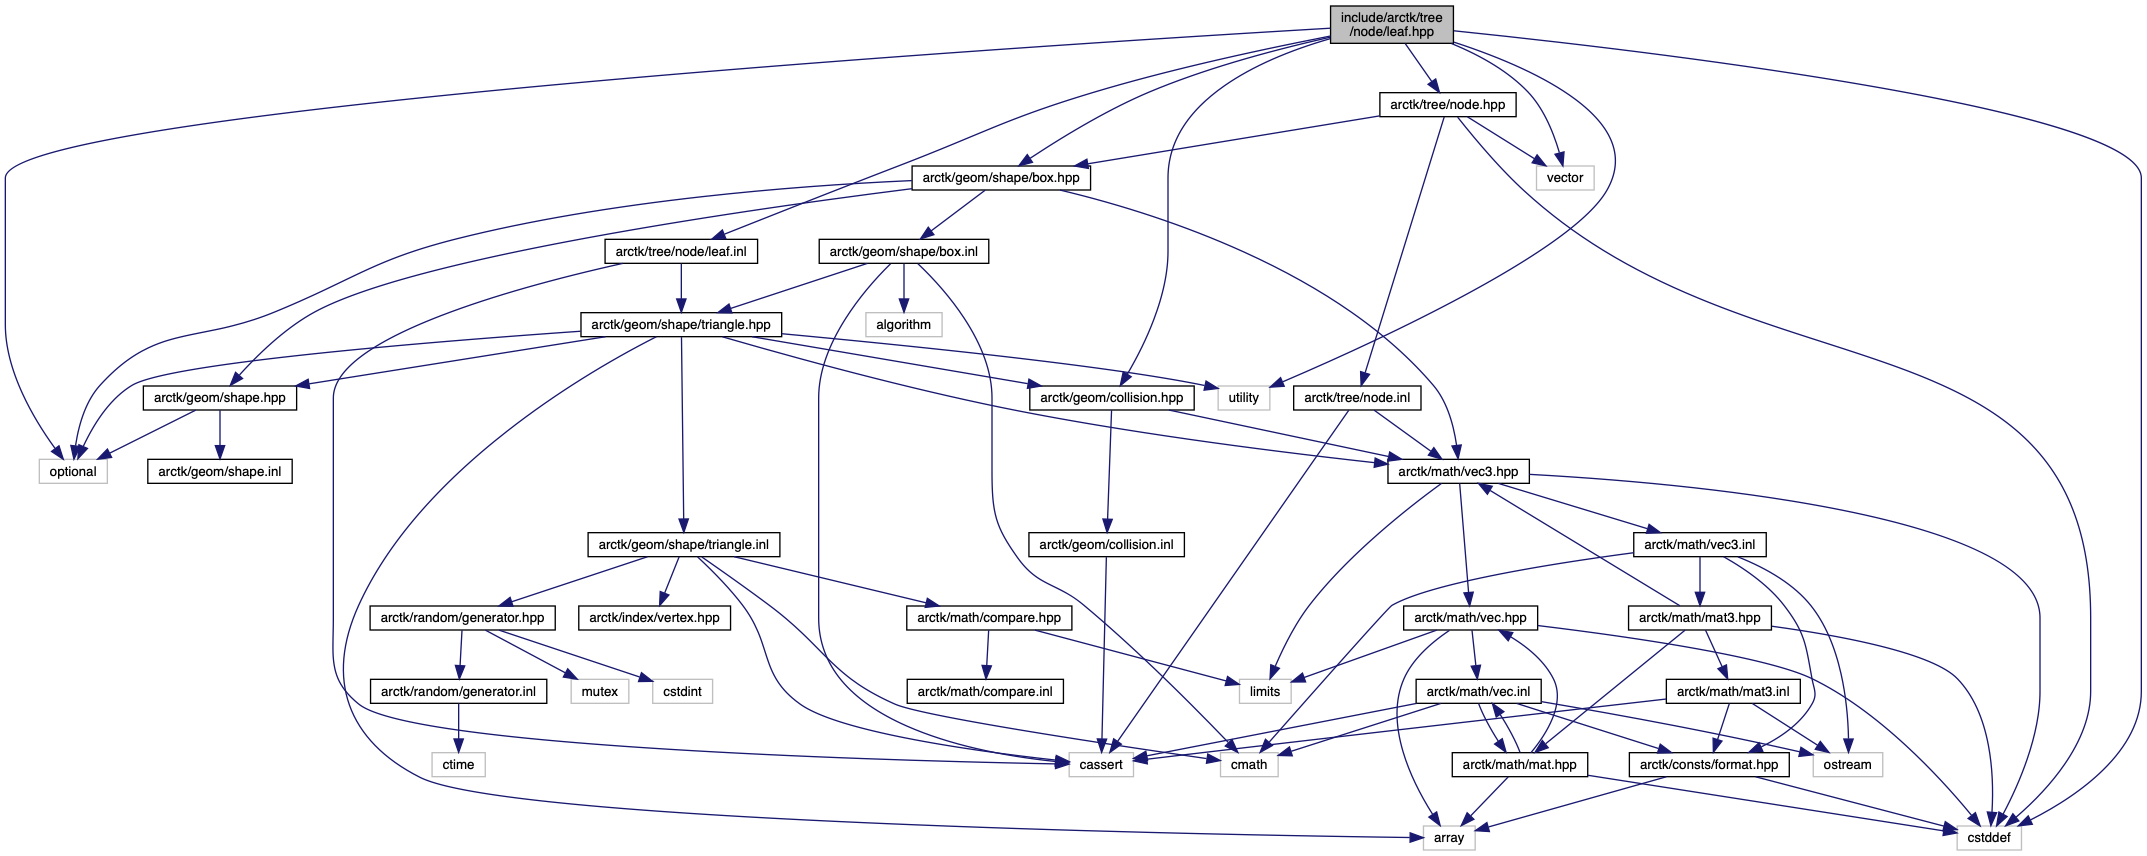 include/arctk/tree
/node/leaf.hpp
arctk/tree/node.hpp
arctk/geom/shape/box.hpp
vector
arctk/tree/node/leaf.inl
arctk/geom/shape/box.inl
arctk/geom/shape/triangle.hpp
algorithm
arctk/geom/shape.hpp
arctk/geom/collision.hpp
utility
arctk/tree/node.inl
optional
arctk/geom/shape.inl
arctk/math/vec3.hpp
arctk/geom/shape/triangle.inl
arctk/geom/collision.inl
arctk/math/vec3.inl
arctk/random/generator.hpp
arctk/index/vertex.hpp
arctk/math/compare.hpp
arctk/math/vec.hpp
arctk/math/mat3.hpp
arctk/random/generator.inl
mutex
cstdint
arctk/math/compare.inl
limits
arctk/math/vec.inl
arctk/math/mat3.inl
ctime
cassert
cmath
arctk/math/mat.hpp
arctk/consts/format.hpp
ostream
array
cstddef